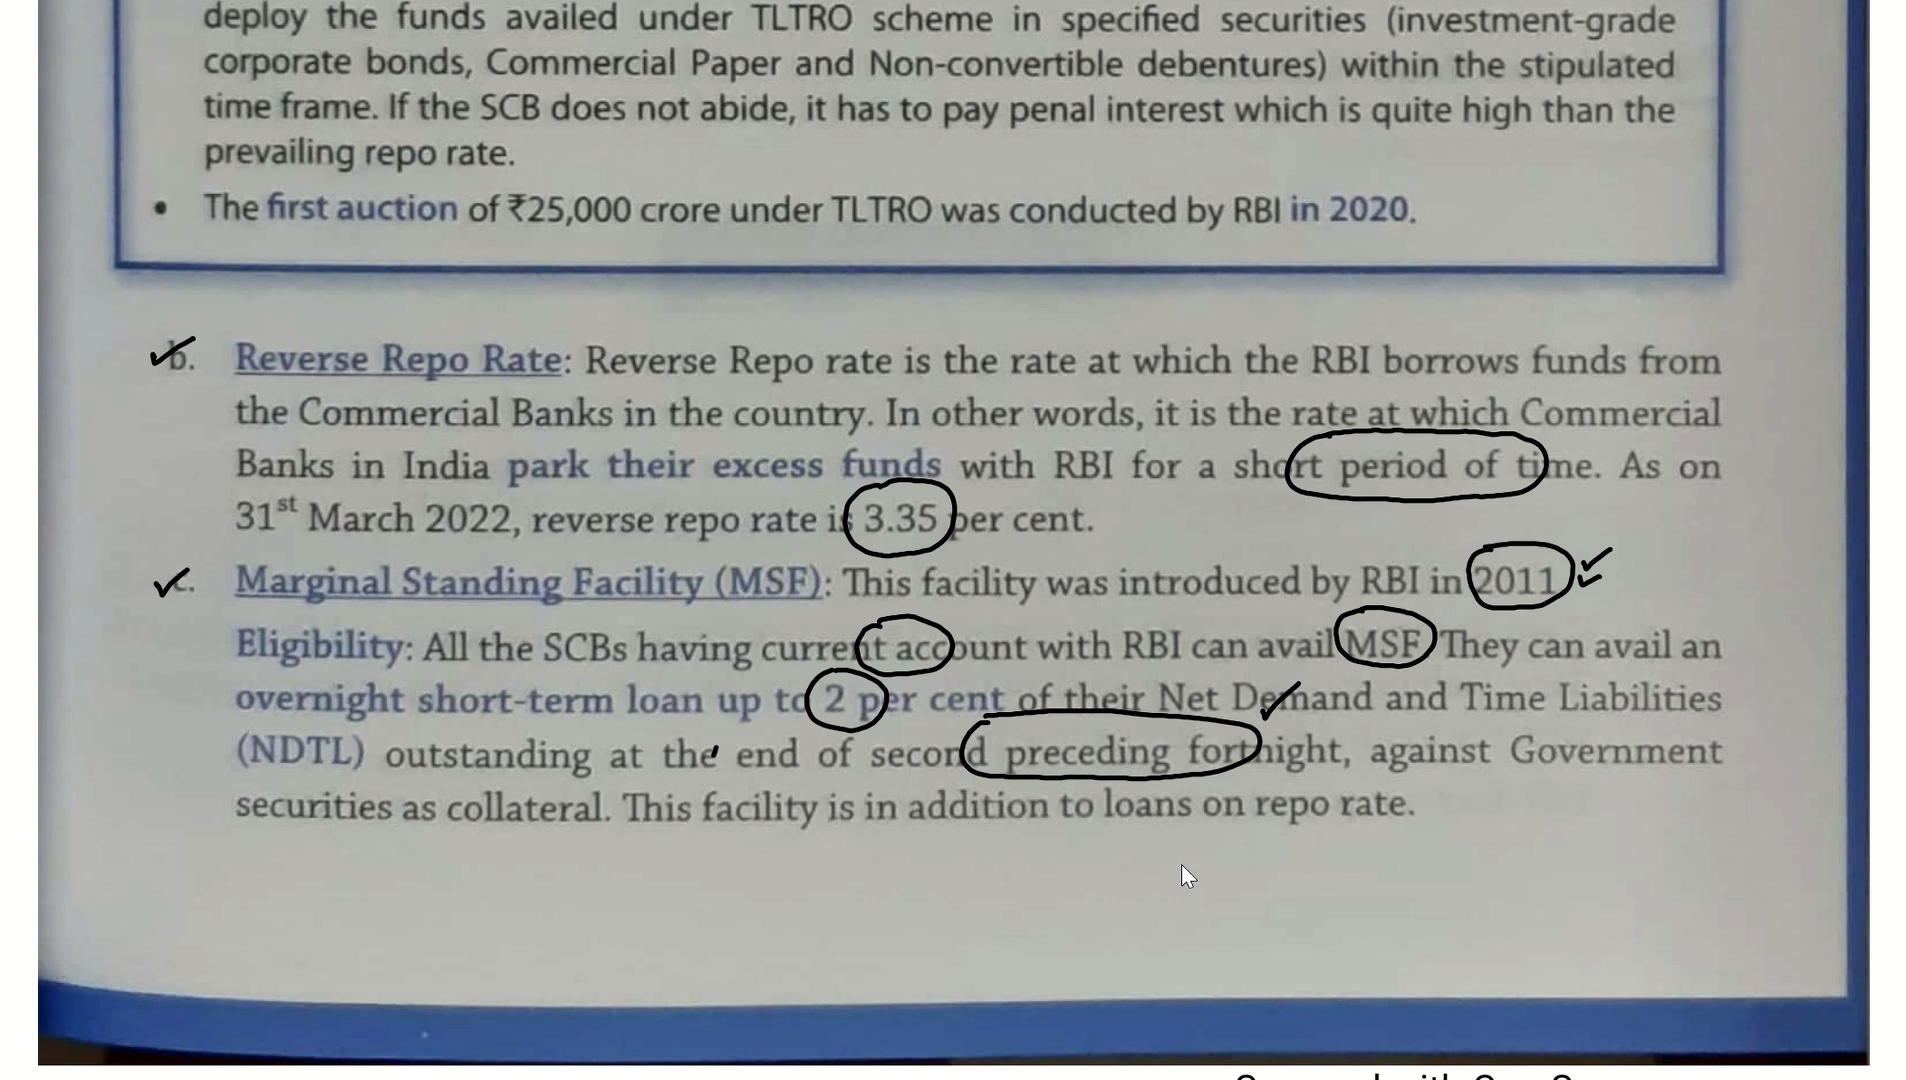 deploy the funds availed under TLTRO scheme in specified securities (investment-grade
corporate bonds, Commercial Paper and Non-convertible debentures) within the stipulated
time frame. If the SCB does not abide, it has to pay penal interest which is quite high than the
prevailing repo rate.
• The first auction of ₹25,000 crore under TLTRO was conducted by RBI in 2020.
b. Reverse Repo Rate: Reverse Repo rate is the rate at which the RBI borrows funds from
the Commercial Banks in the country. In other words, it is the rate at which Commercial
Banks in India park their excess funds with RBI for a short period of time. As on
31st March 2022, reverse repo rate is 3.35 per cent.
c. Marginal Standing Facility (MSF): This facility was introduced by RBI in 2011
Eligibility: All the SCBs having current account with RBI can avail MSF They can avail an
overnight short-term loan up to 2 per cent of their Net Demand and Time Liabilities
(NDTL) outstanding at the end of second preceding fortnight, against Government
securities as collateral. This facility is in addition to loans on repo rate.